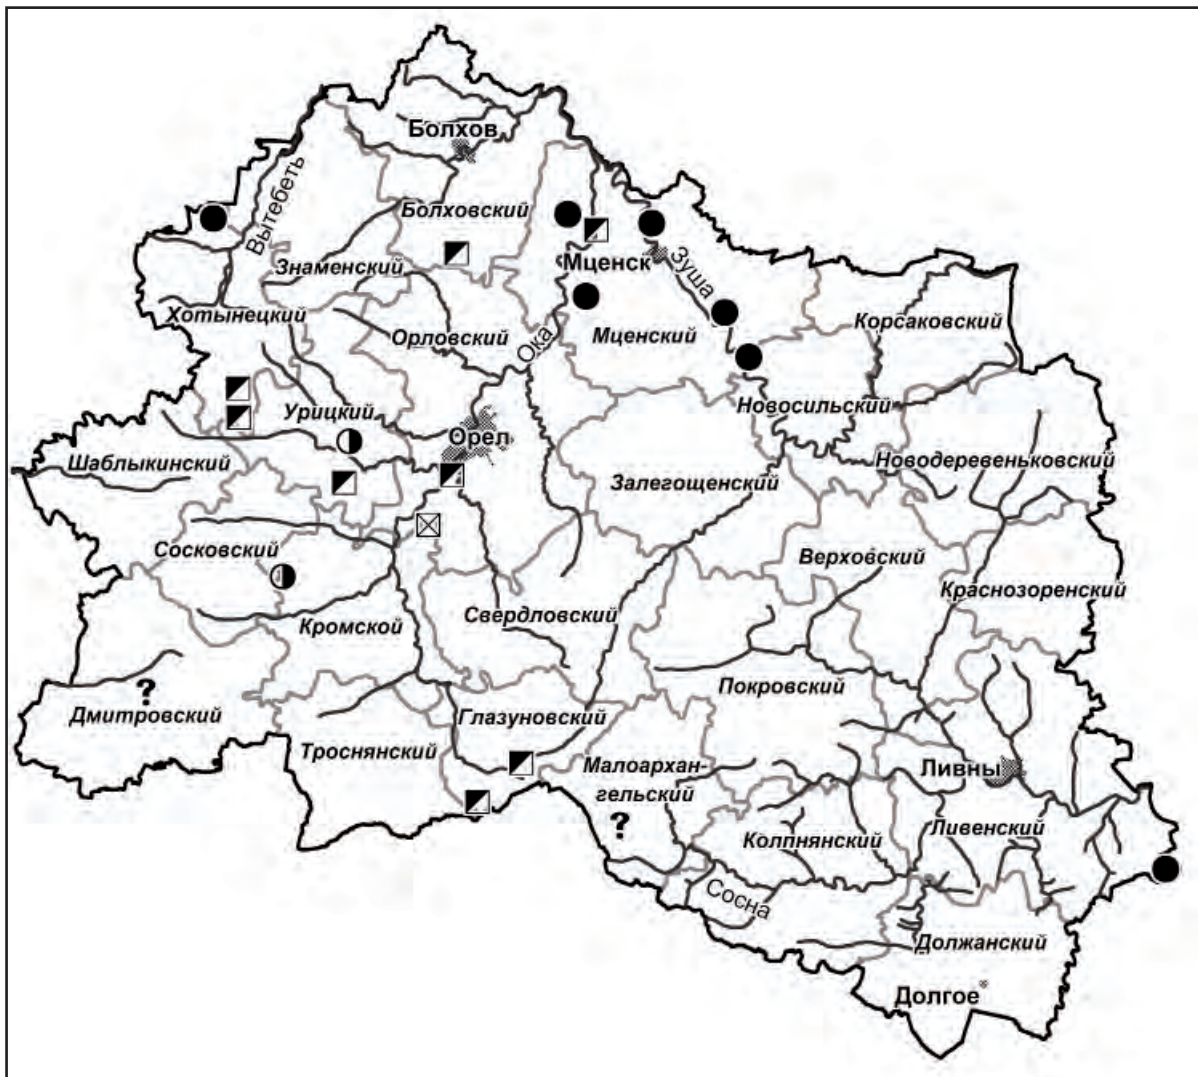 Болхов
Вытебеть
Болховский
Знаменский
Мценск
Зуша
Хотынецкий
Орловский
Ока
Мценский
Корсаковский
Урицкий
Новосильский
Орел
Шаблыкинский
Залегощенский
Новодеревеньковский
Сосковский
Верховский
Краснозоренский
Кромской
Свердловский
?
Дмитровский
Покровский
Глазуновский
Троснянский
Малоархан-
гельский
Ливны
?
Колпнянский
Ливенский
Сосна
Должанский
Долгое